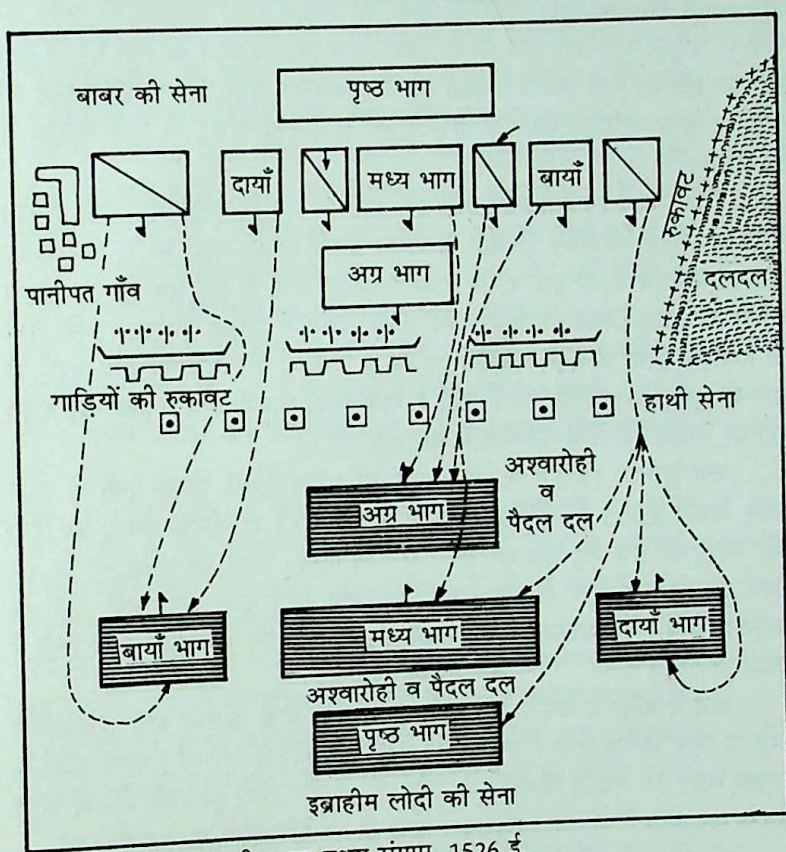 बाबर की सेना
पृष्ठ भाग
दायाँ
मध्य भाग
बायाँ
रुकावट
अग्र भाग
दलदल
पानीपत गाँव
गाड़ियों की रुकावट
हाथी सेना
अश्वारोही
व
पैदल दल
अग्र भाग
बायाँ भाग
मध्य भाग
दायाँ भाग
अश्वारोही व पैदल दल
पृष्ठ भाग
इब्राहीम लोदी की सेना
1526 ई